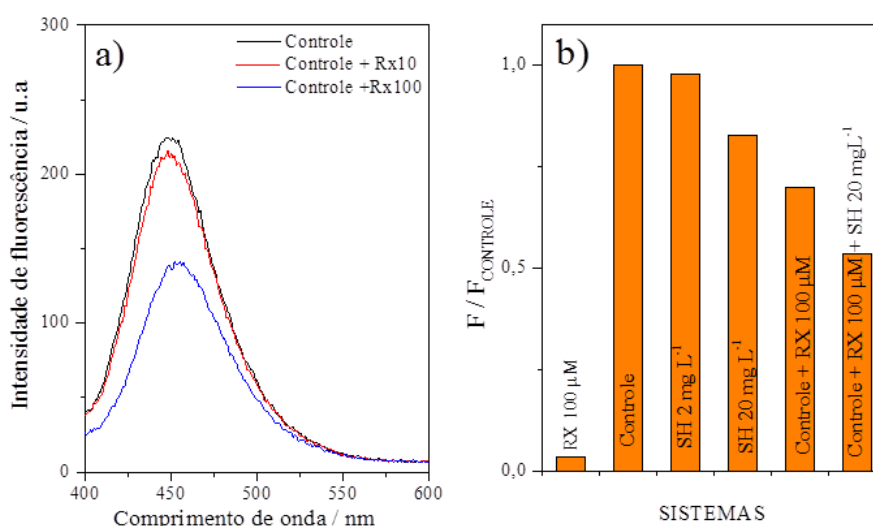 a)
Controle
Controle + Rx10
Controle +Rx100
Intensidade de fluorescência / u.a
300
200
100
0
400
450
500
550
600
Comprimento de onda / nm
b)
F / F_CONTROLE
1,0
0,5
0,0
RX 100 µM
Controle
SH 2 mg L⁻¹
SH 20 mg L⁻¹
Controle + RX 100 µM
Controle + RX 100 µM + SH 20 mgL⁻¹
SISTEMAS